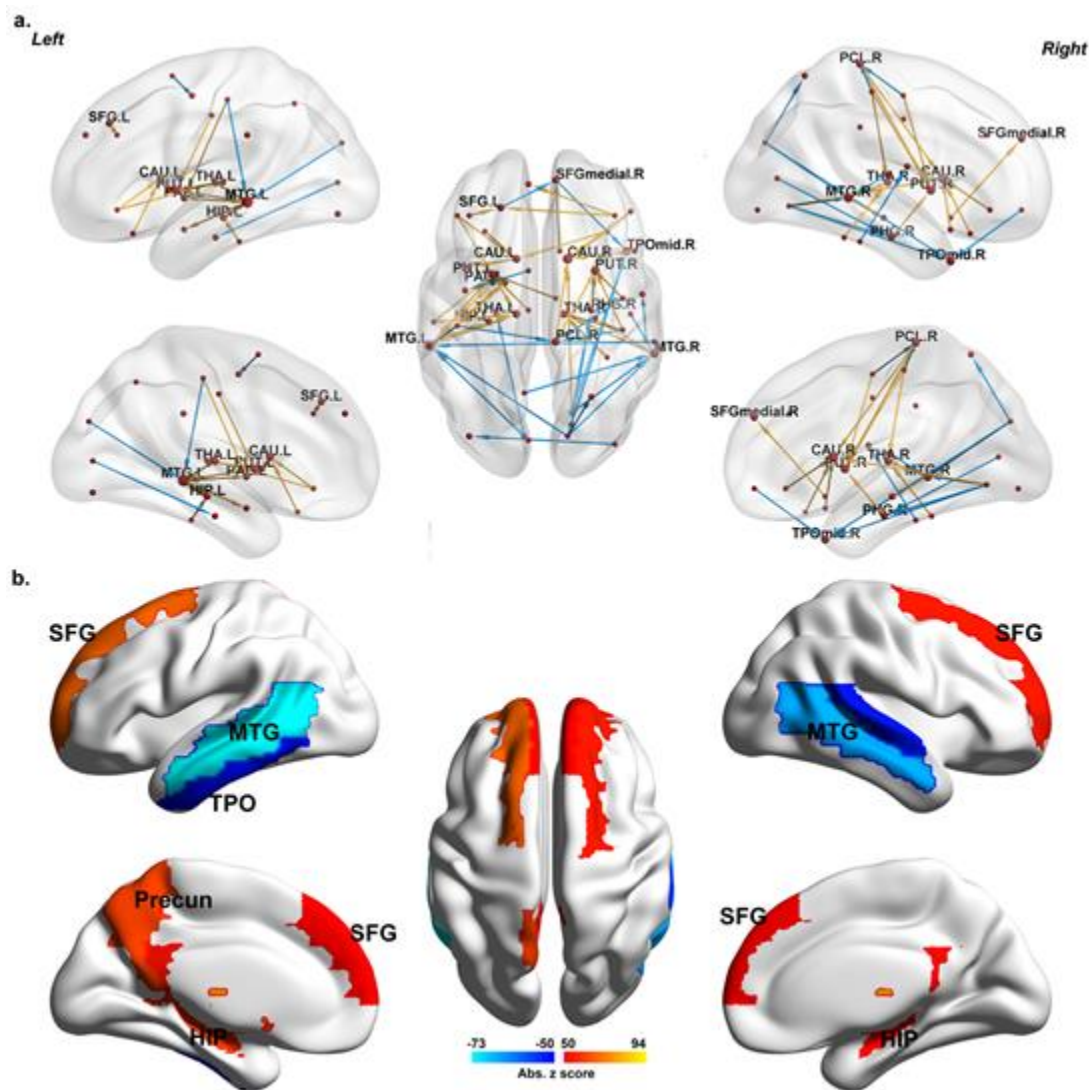 a.
Left
Right
SFG.L
CAU.L
THA.L
MTG.L
HIP.L
SFGmedial.R
SFG.L
TPOmid.R
CAU.L
CAU.R
PUT.L
PUT.R
THA.L
PHG.R
MTG.L
PCL.R
MTG.R
PCL.R
SFGmedial.R
CAU.R
THA.R
PUT.R
MTG.R
PHG.R
TPOmid.R
SFG.L
CAU.L
THA.L
MTG.L
HIP.L
PCL.R
SFGmedial.R
CAU.R
THA.R
MTG.R
PHG.R
TPOmid.R
b.
SFG
MTG
TPO
SFG
MTG
Precun
SFG
HIP
SFG
HIP
-73 -50 50 94
Abs. z score